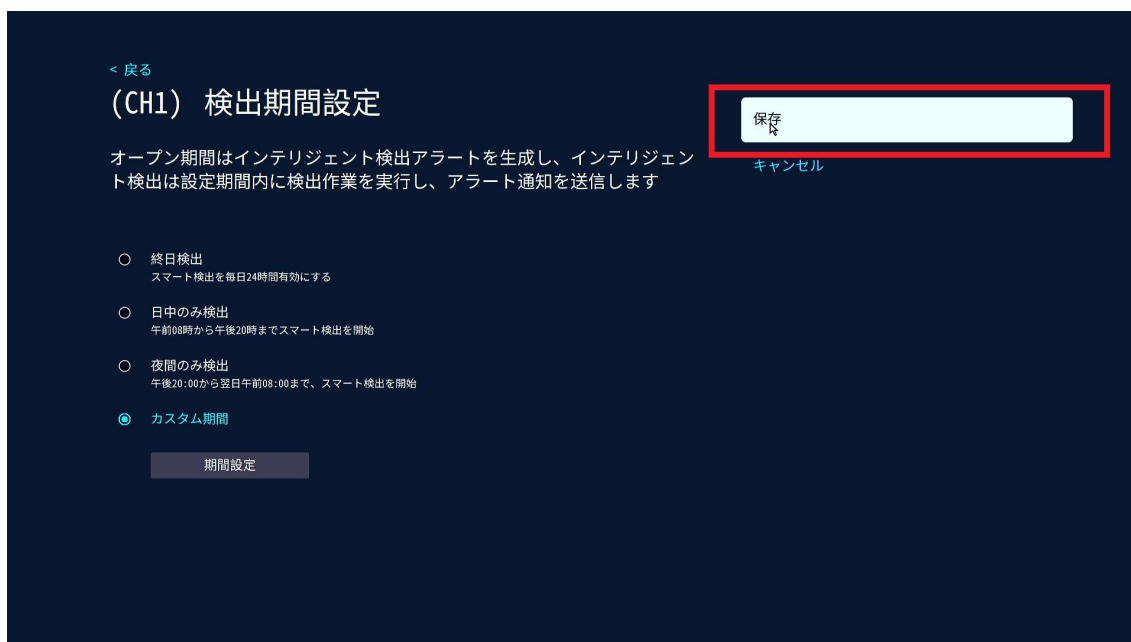 < 戻る
(CH1) 検出期間設定
オープン期間はインテリジェント検出アラートを生成し、インテリジェン
ト検出は設定期間内に検出作業を実行し、アラート通知を送信します
保存
キャンセル
終日検出
スマート検出を毎日24時間有効にする
日中のみ検出
午前08時から午後20時までスマート検出を開始
夜間のみ検出
午後20:00から翌日午前08:00まで、スマート検出を開始
カスタム期間
期間設定